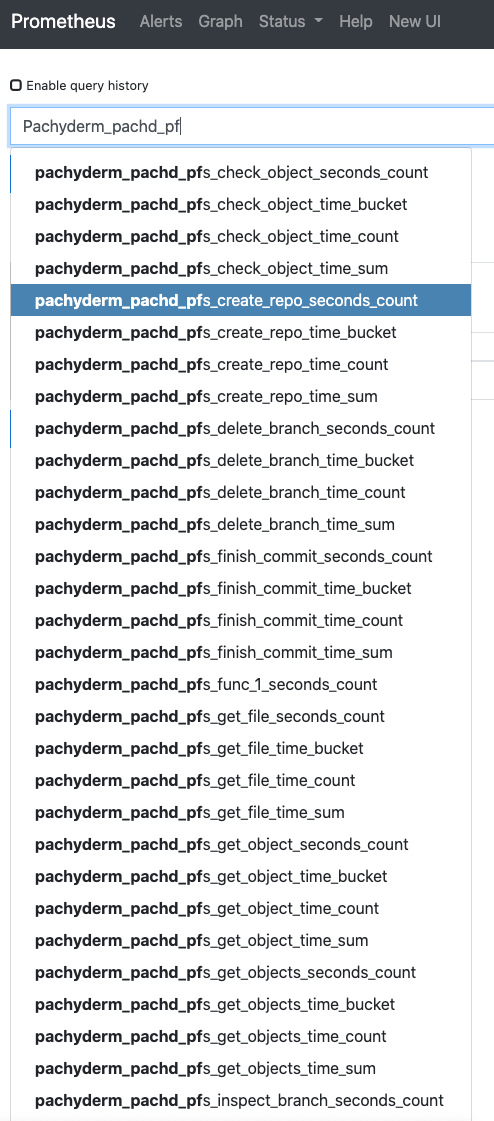 Prometheus Alerts Graph Status Help New UI
Enable query history
Pachyderm_pachd_pf
pachyderm_pachd_pfs_check_object_seconds_count
pachyderm_pachd_pfs_check_object_time_bucket
pachyderm_pachd_pfs_check_object_time_count
pachyderm_pachd_pfs_check_object_time_sum
pachyderm_pachd_pfs_create_repo_seconds_count
pachyderm_pachd_pfs_create_repo_time_bucket
pachyderm_pachd_pfs_create_repo_time_count
pachyderm_pachd_pfs_create_repo_time_sum
pachyderm_pachd_pfs_delete_branch_seconds_count
pachyderm_pachd_pfs_delete_branch_time_bucket
pachyderm_pachd_pfs_delete_branch_time_count
pachyderm_pachd_pfs_delete_branch_time_sum
pachyderm_pachd_pfs_finish_commit_seconds_count
pachyderm_pachd_pfs_finish_commit_time_bucket
pachyderm_pachd_pfs_finish_commit_time_count
pachyderm_pachd_pfs_finish_commit_time_sum
pachyderm_pachd_pfs_func_1_seconds_count
pachyderm_pachd_pfs_get_file_seconds_count
pachyderm_pachd_pfs_get_file_time_bucket
pachyderm_pachd_pfs_get_file_time_count
pachyderm_pachd_pfs_get_file_time_sum
pachyderm_pachd_pfs_get_object_seconds_count
pachyderm_pachd_pfs_get_object_time_bucket
pachyderm_pachd_pfs_get_object_time_count
pachyderm_pachd_pfs_get_object_time_sum
pachyderm_pachd_pfs_get_objects_seconds_count
pachyderm_pachd_pfs_get_objects_time_bucket
pachyderm_pachd_pfs_get_objects_time_count
pachyderm_pachd_pfs_get_objects_time_sum
pachyderm_pachd_pfs_inspect_branch_seconds_count